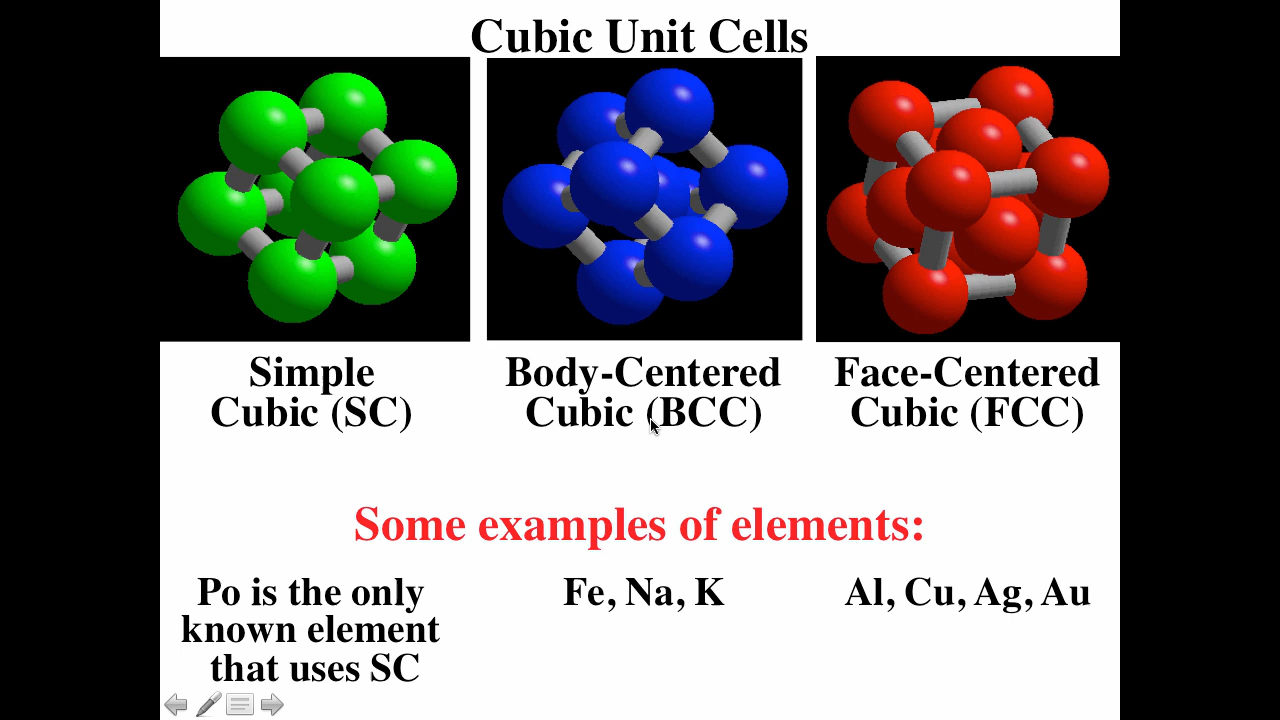 Cubic Unit Cells
Simple
Cubic (SC)
Body-Centered
Cubic (BCC)
Face-Centered
Cubic (FCC)
Some examples of elements:
Po is the only
known element
that uses SC
Fe, Na, K
Al, Cu, Ag, Au